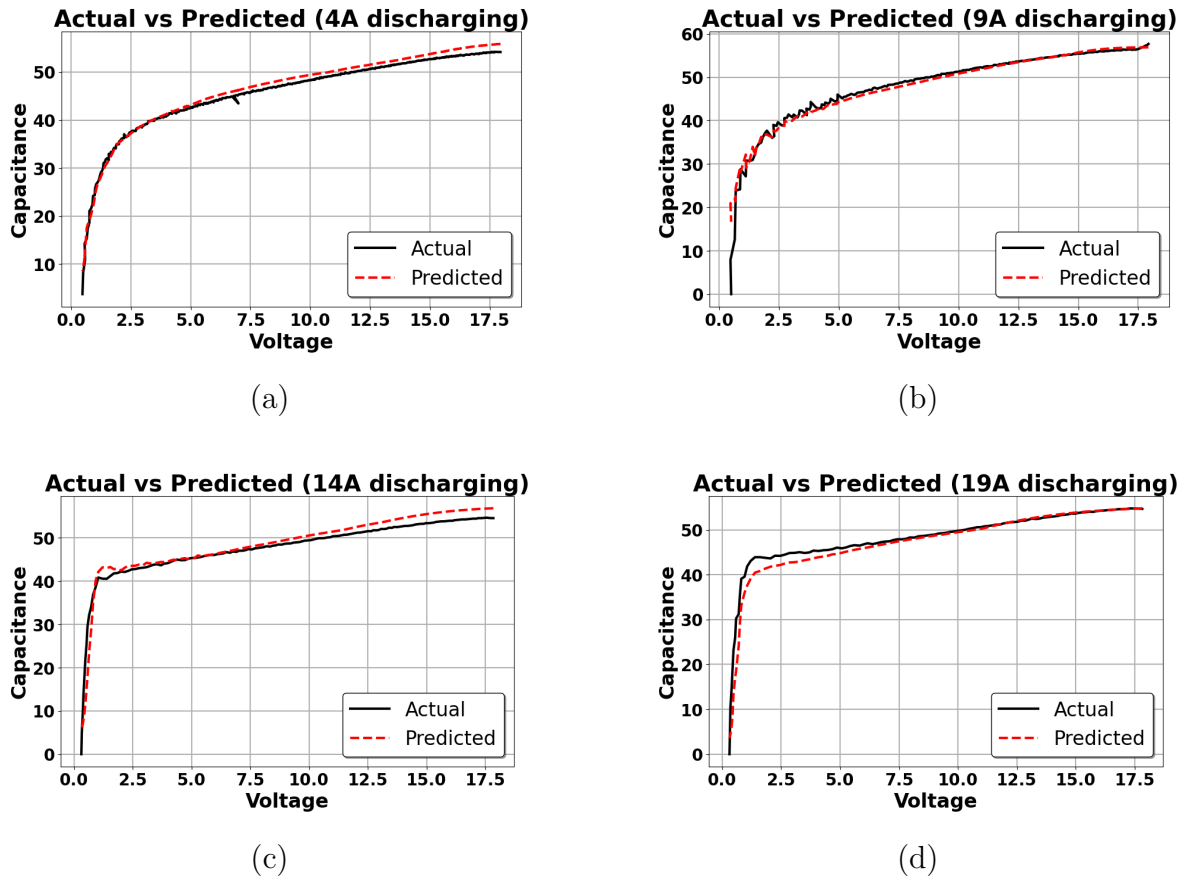 Actual vs Predicted (4A discharging)
Capacitance
50
40
30
20
10
0.0 2.5 5.0 7.5 10.0 12.5 15.0 17.5
Voltage
Actual
Predicted
(a)
Actual vs Predicted (9A discharging)
Capacitance
60
50
40
30
20
10
0
0.0 2.5 5.0 7.5 10.0 12.5 15.0 17.5
Voltage
Actual
Predicted
(b)
Actual vs Predicted (14A discharging)
Capacitance
50
40
30
20
10
0
0.0 2.5 5.0 7.5 10.0 12.5 15.0 17.5
Voltage
Actual
Predicted
(c)
Actual vs Predicted (19A discharging)
Capacitance
50
40
30
20
10
0
0.0 2.5 5.0 7.5 10.0 12.5 15.0 17.5
Voltage
Actual
Predicted
(d)